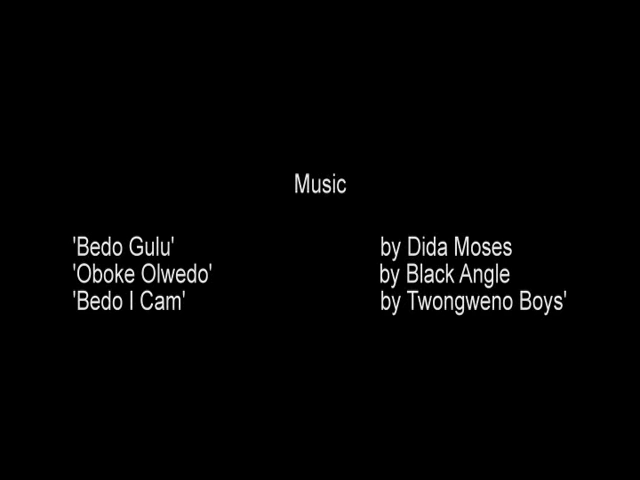 Music
'Bedo Gulu' by Dida Moses
'Oboke Olwedo' by Black Angle
'Bedo I Cam' by Twongweno Boys'